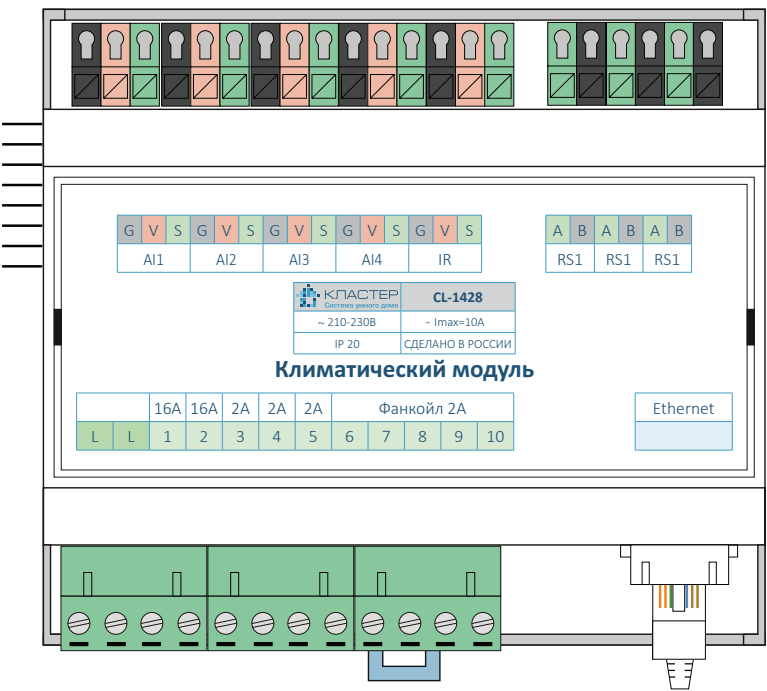 G V S G V S G V S G V S G V S
AI1 AI2 AI3 AI4 IR
A B A B A B
RS1 RS1 RS1
КЛАСТЕР
Система умного дома
CL-1428
~ 210-230В
~ Imax=10A
IP 20
СДЕЛАНО В РОССИИ
Климатический модуль
16A 16A 2A 2A 2A Фанкойл 2A
L L 1 2 3 4 5 6 7 8 9 10
Ethernet